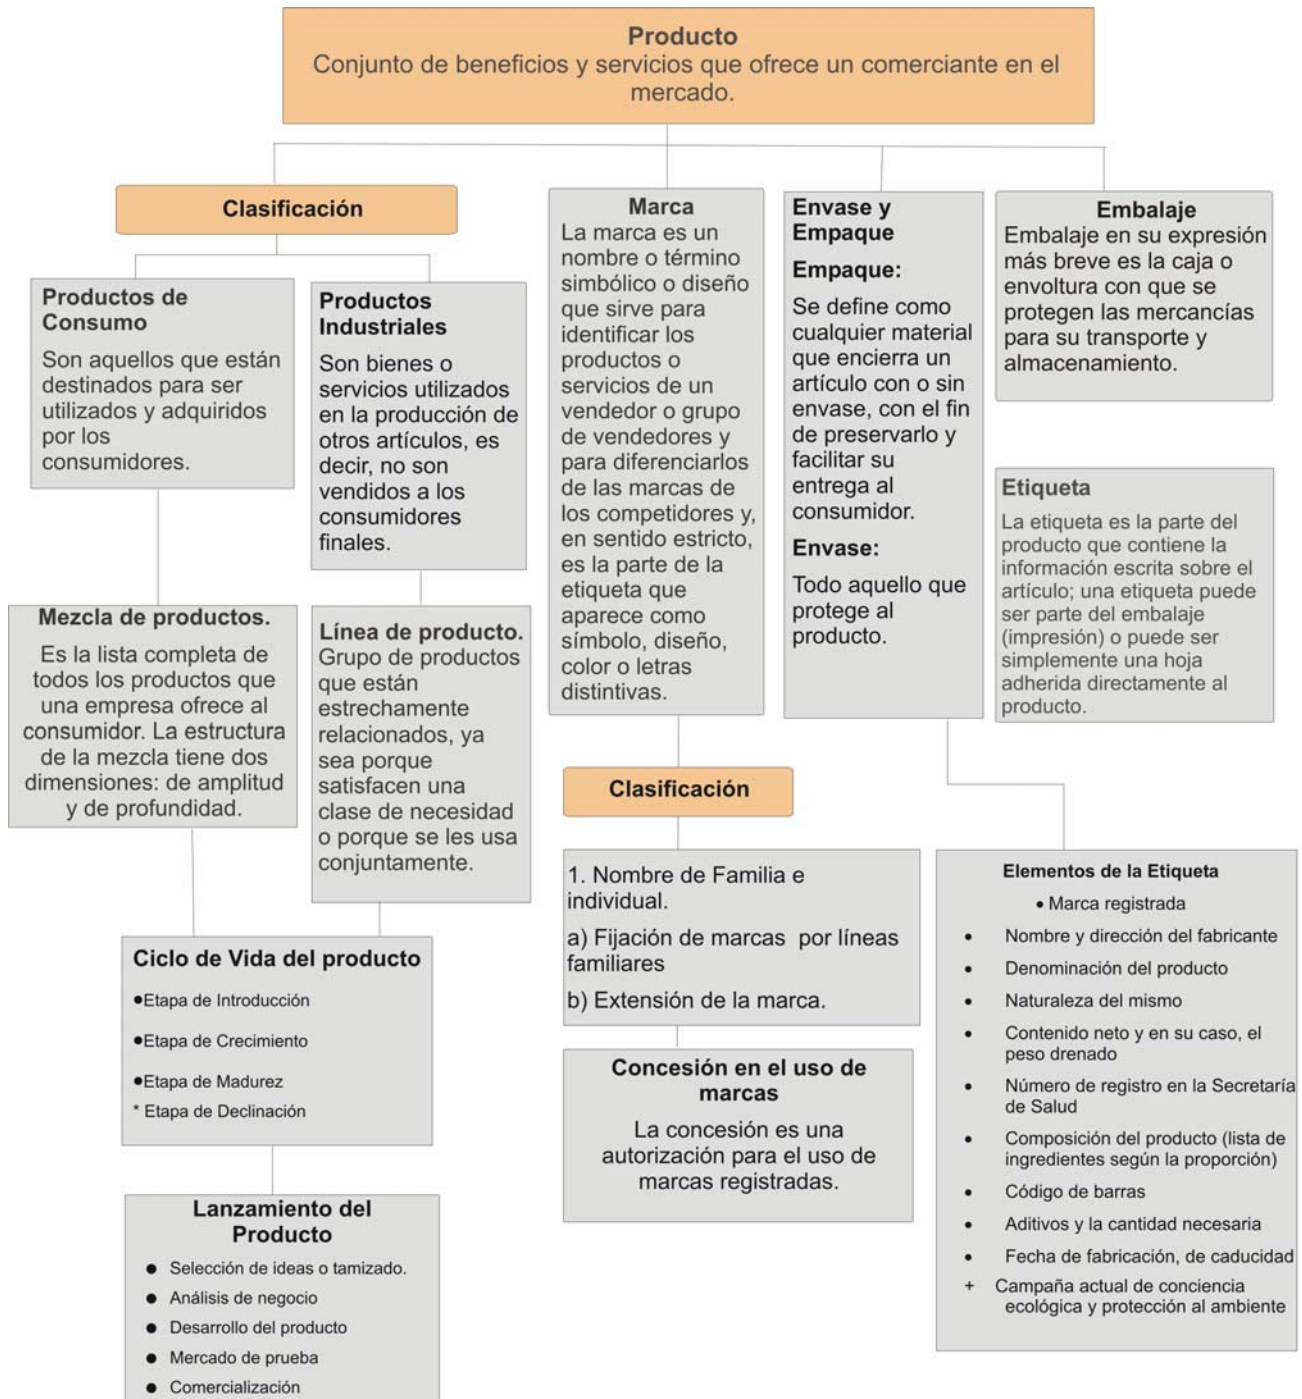 Producto
Conjunto de beneficios y servicios que ofrece un comerciante en el
mercado.
Clasificación
Productos de
Consumo
Son aquellos que están
destinados para ser
utilizados y adquiridos
por los
consumidores.
Productos
Industriales
Son bienes o
servicios utilizados
en la producción de
otros artículos, es
decir, no son
vendidos a los
consumidores
finales.
Marca
La marca es un
nombre o término
simbólico o diseño
que sirve para
identificar los
productos o
servicios de un
vendedor o grupo
de vendedores y
para diferenciarlos
de las marcas de
los competidores y,
en sentido estricto,
es la parte de la
etiqueta que
aparece como
símbolo, diseño,
color o letras
distintivas.
Envase y
Empaque
Empaque:
Se define como
cualquier material
que encierra un
artículo con o sin
envase, con el fin
de preservarlo y
facilitar su
entrega al
consumidor.
Envase:
Todo aquello que
protege al
producto.
Embalaje
Embalaje en su expresión
más breve es la caja o
envoltura con que se
protegen las mercancías
para su transporte y
almacenamiento.
Etiqueta
La etiqueta es la parte del
producto que contiene la
información escrita sobre el
artículo; una etiqueta puede
ser parte del embalaje
(impresión) o puede ser
simplemente una hoja
adherida directamente al
producto.
Mezcla de productos.
Es la lista completa de
todos los productos que
una empresa ofrece al
consumidor. La estructura
de la mezcla tiene dos
dimensiones: de amplitud
y de profundidad.
Línea de producto.
Grupo de productos
que están
estrechamente
relacionados, ya
sea porque
satisfacen una
clase de necesidad
o porque se les usa
conjuntamente.
Clasificación
1. Nombre de Familia e
individual.
a) Fijación de marcas por líneas
familiares
b) Extensión de la marca.
Concesión en el uso de
marcas
La concesión es una
autorización para el uso de
marcas registradas.
Elementos de la Etiqueta
• Marca registrada
• Nombre y dirección del fabricante
• Denominación del producto
• Naturaleza del mismo
• Contenido neto y en su caso, el
peso drenado
• Número de registro en la Secretaría
de Salud
• Composición del producto (lista de
ingredientes según la proporción)
• Código de barras
• Aditivos y la cantidad necesaria
• Fecha de fabricación, de caducidad
+ Campaña actual de conciencia
ecológica y protección al ambiente
Ciclo de Vida del producto
●Etapa de Introducción
●Etapa de Crecimiento
●Etapa de Madurez
* Etapa de Declinación
Lanzamiento del
Producto
● Selección de ideas o tamizado.
● Análisis de negocio
● Desarrollo del producto
● Mercado de prueba
● Comercialización